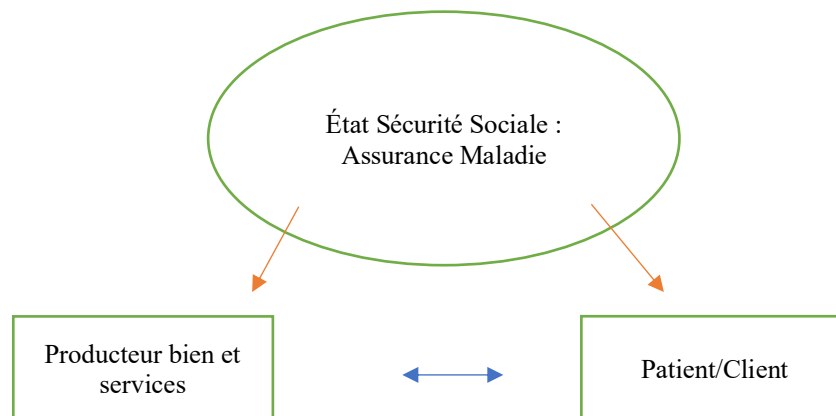 État Sécurité Sociale :
Assurance Maladie
Producteur bien et
services
Patient/Client